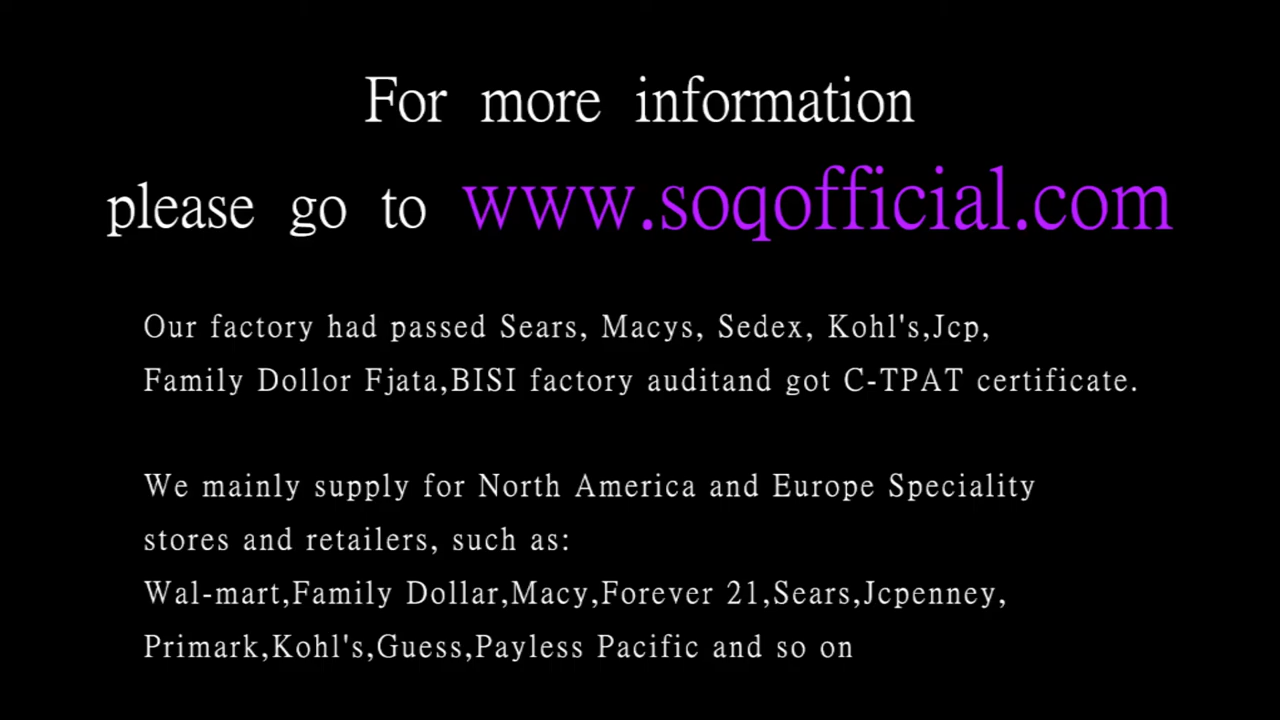 For more information
please go to www.soqofficial.com
Our factory had passed Sears, Macys, Sedex, Kohl's,Jcp,
Family Dollor Fjata,BISI factory auditand got C-TPAT certificate.
We mainly supply for North America and Europe Speciality
stores and retailers, such as:
Wal-mart,Family Dollar,Macy,Forever 21,Sears,Jcpenney,
Primark,Kohl's,Guess,Payless Pacific and so on